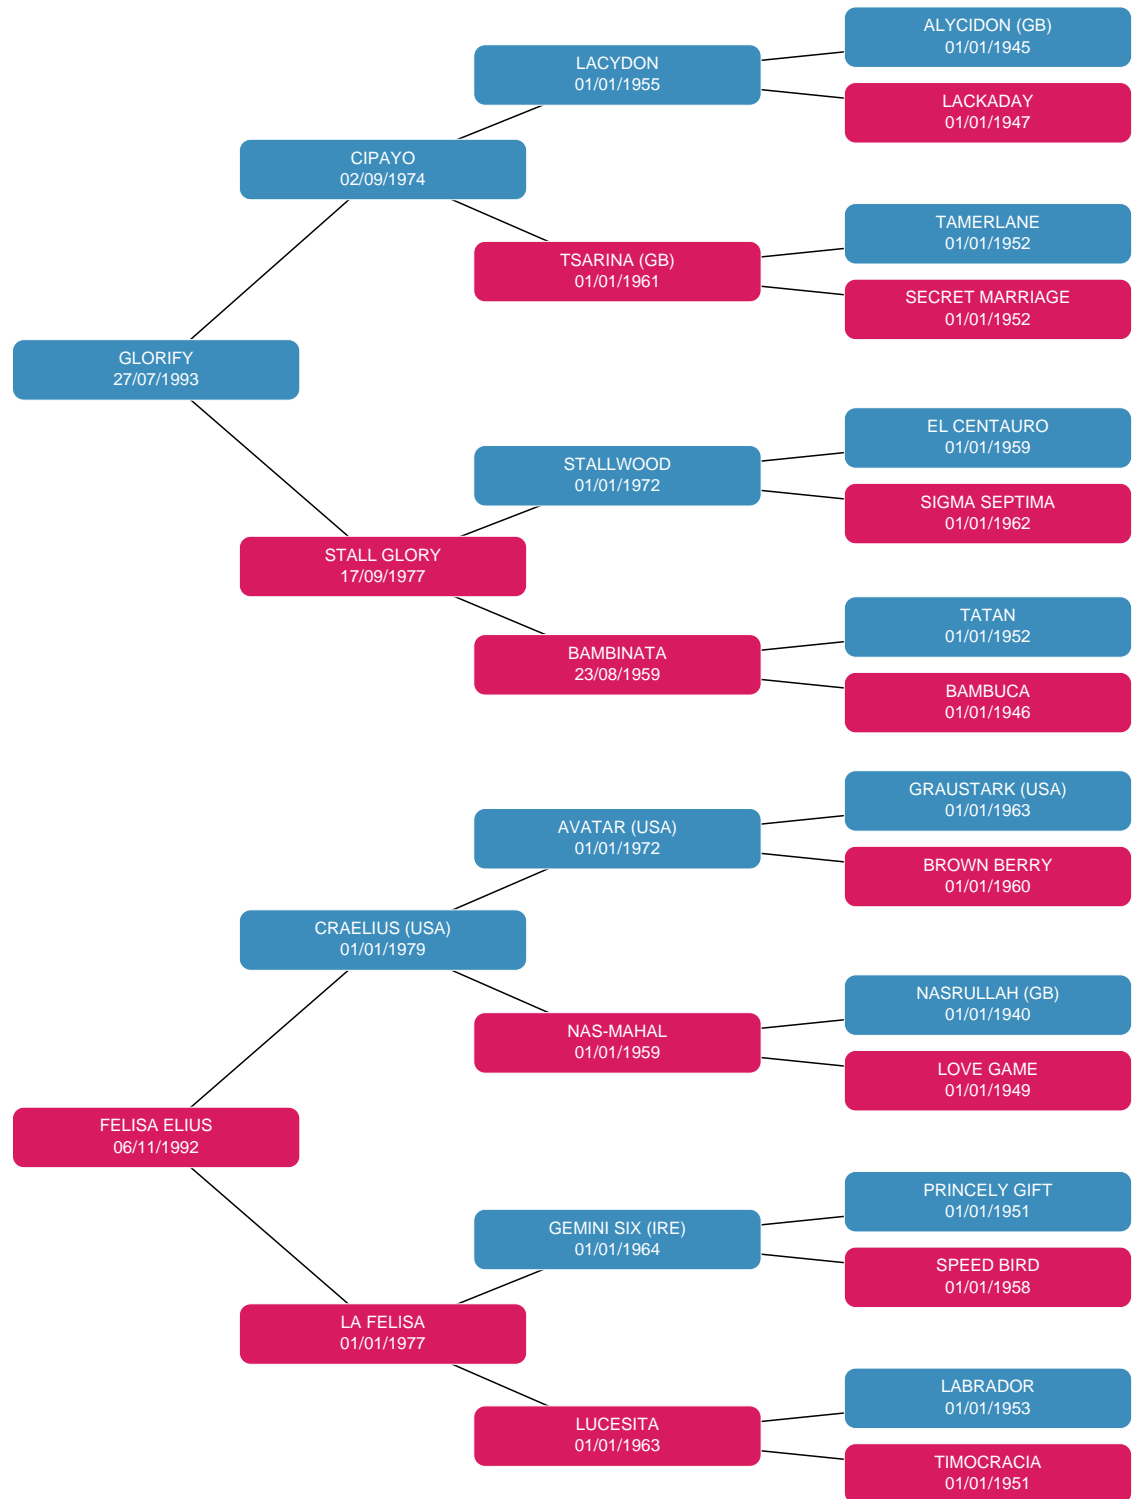 ALYCIDON (GB)
01/01/1945
LACYDON
01/01/1955
LACKADAY
01/01/1947
CIPAYO
02/09/1974
TAMERLANE
01/01/1952
TSARINA (GB)
01/01/1961
SECRET MARRIAGE
01/01/1952
GLORIFY
27/07/1993
EL CENTAURO
01/01/1959
STALLWOOD
01/01/1972
SIGMA SEPTIMA
01/01/1962
STALL GLORY
17/09/1977
TATAN
01/01/1952
BAMBINATA
23/08/1959
BAMBUCA
01/01/1946
GRAUSTARK (USA)
01/01/1963
AVATAR (USA)
01/01/1972
BROWN BERRY
01/01/1960
CRAELIUS (USA)
01/01/1979
NASRULLAH (GB)
01/01/1940
NAS-MAHAL
01/01/1959
LOVE GAME
01/01/1949
FELISA ELIUS
06/11/1992
PRINCELY GIFT
01/01/1951
GEMINI SIX (IRE)
01/01/1964
SPEED BIRD
01/01/1958
LA FELISA
01/01/1977
LABRADOR
01/01/1953
LUCESITA
01/01/1963
TIMOCRACIA
01/01/1951